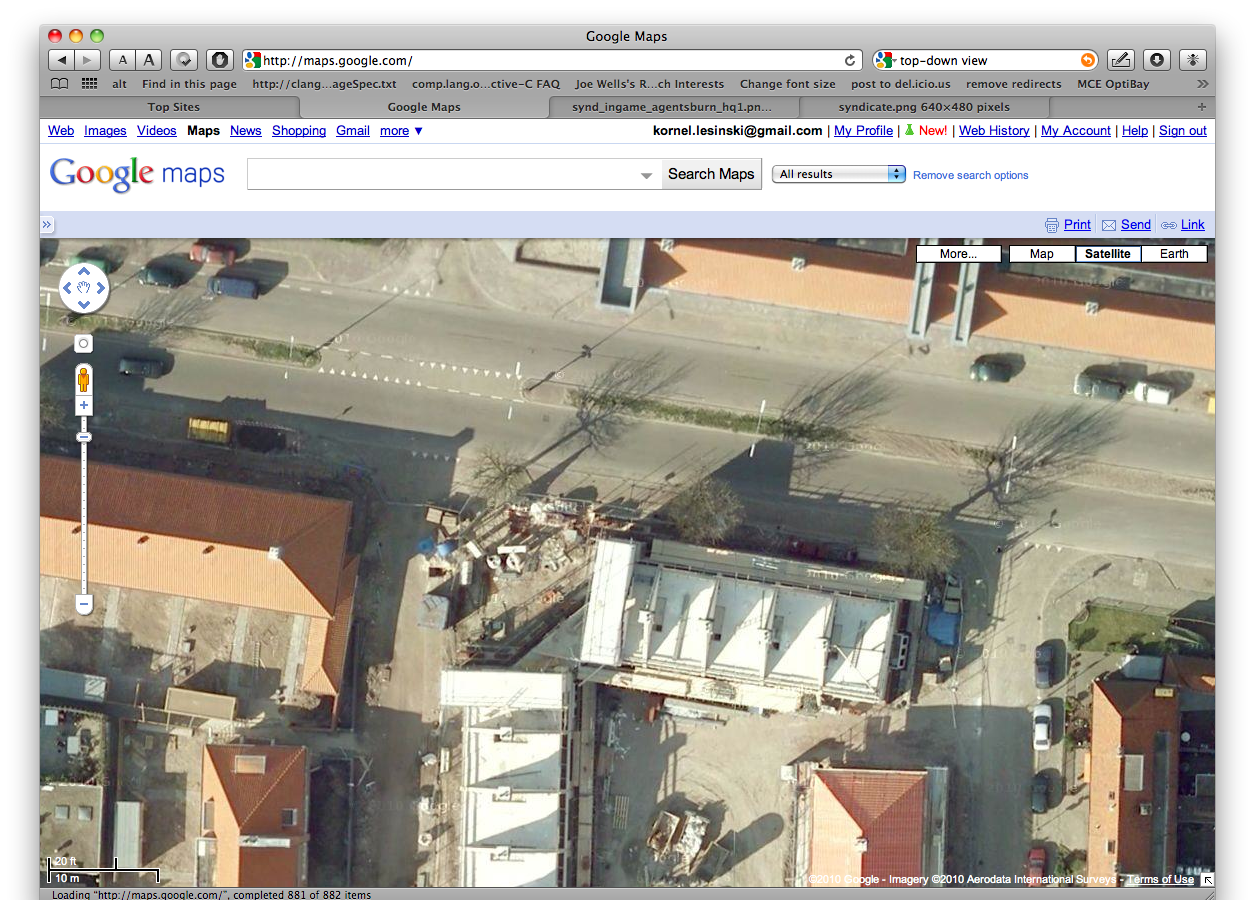 Google Maps
A A http://maps.google.com/ top-down view
alt Find in this page http://clang....ageSpec.txt comp.lang.o...ctive-C FAQ Joe Wells's R...ch Interests Change font size post to del.icio.us remove redirects MCE OptiBay »
Top Sites Google Maps synd_ingame_agentsburn_hq1.pn... syndicate.png 640×480 pixels +
Web Images Videos Maps News Shopping Gmail more ▼ kornel.lesinski@gmail.com | My Profile | New! | Web History | My Account | Help | Sign out
Google maps Search Maps All results Remove search options
» Print Send Link
More... Map Satellite Earth
20 ft
10 m
©2010 Google - Imagery ©2010 Aerodata International Surveys - Terms of Use
Loading “http://maps.google.com/”, completed 881 of 882 items